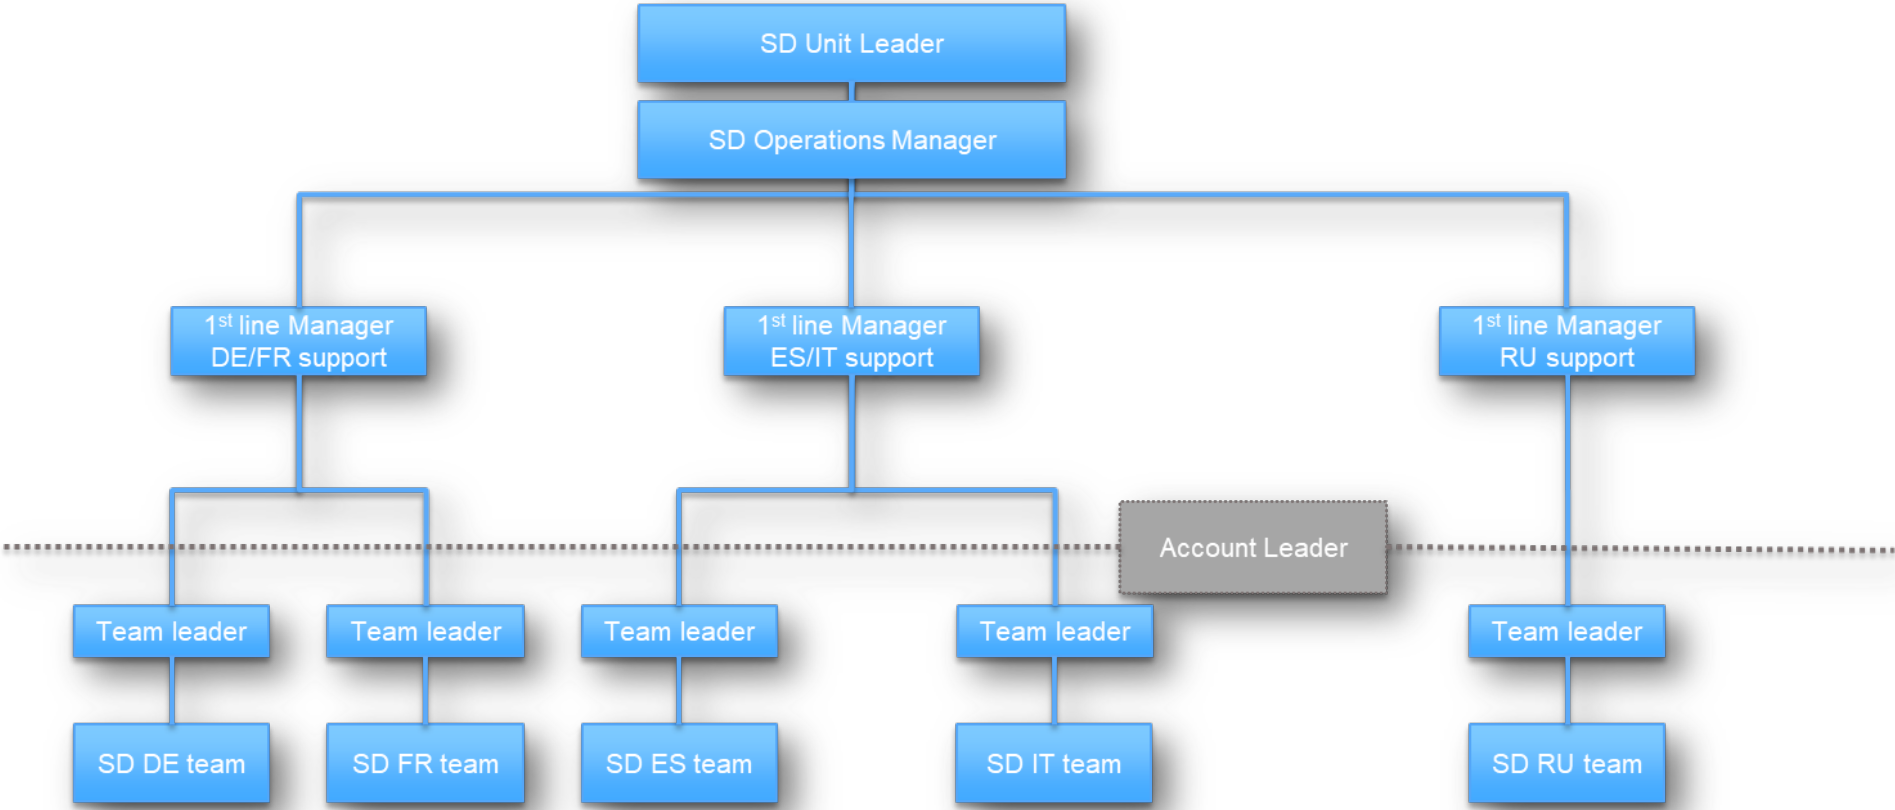 SD Unit Leader
SD Operations Manager
1st line Manager
DE/FR support
1st line Manager
ES/IT support
1st line Manager
RU support
Account Leader
Team leader
Team leader
Team leader
Team leader
Team leader
SD DE team
SD FR team
SD ES team
SD IT team
SD RU team